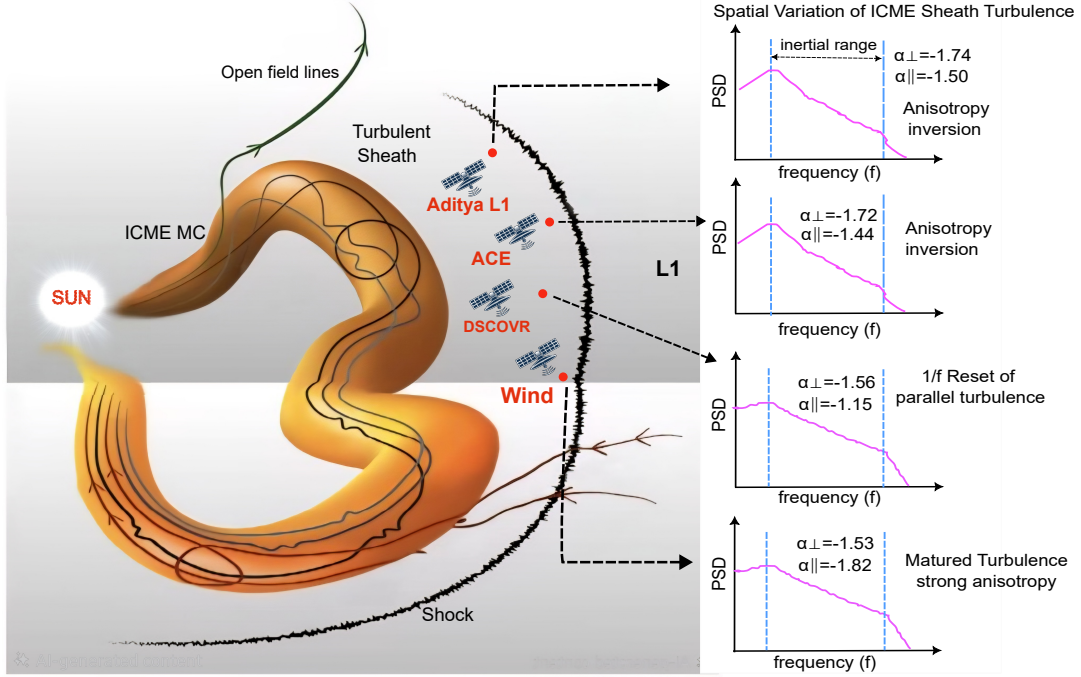 Spatial Variation of ICME Sheath Turbulence
Open field lines
Turbulent
Sheath
ICME MC
SUN
Aditya L1
ACE
DSCOVR
Wind
L1
Shock
AI-generated content
PSD
inertial range
α⊥=-1.74
α||=-1.50
Anisotropy
inversion
frequency (f)
PSD
α⊥=-1.72
α||=-1.44
Anisotropy
inversion
frequency (f)
PSD
α⊥=-1.56
α||=-1.15
1/f Reset of
parallel turbulence
frequency (f)
PSD
α⊥=-1.53
α||=-1.82
Matured Turbulence
strong anisotropy
frequency (f)